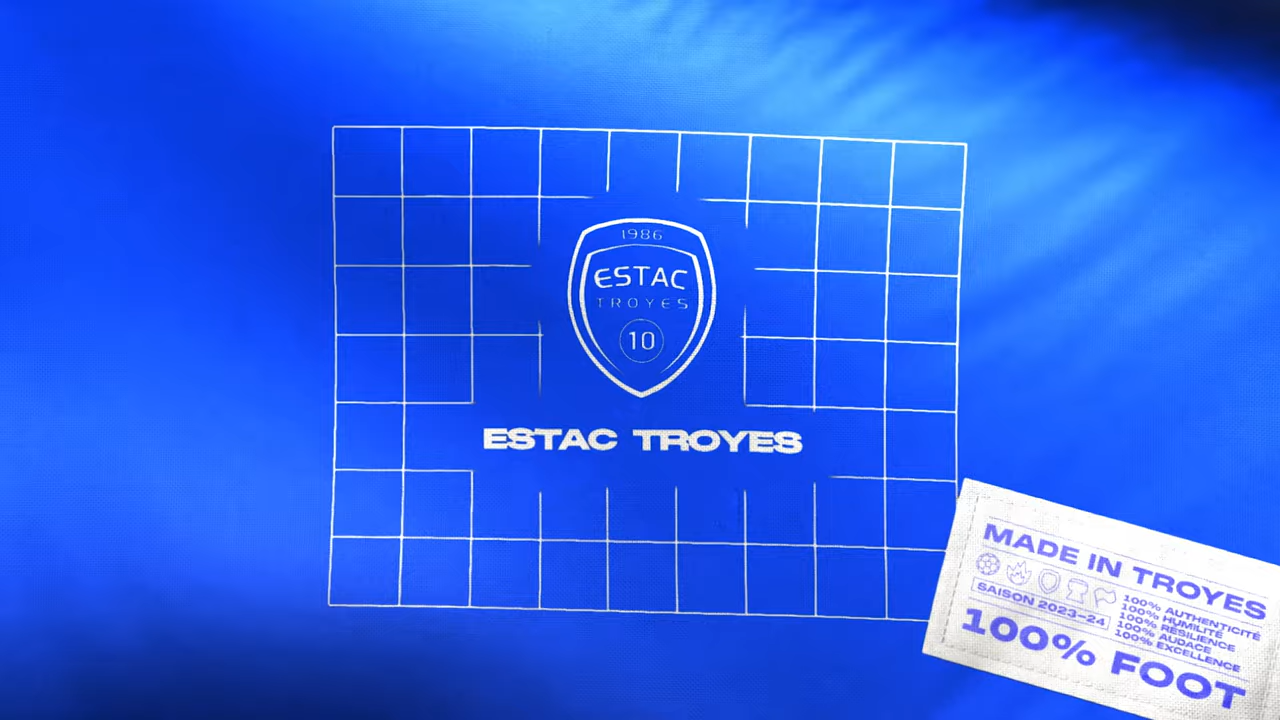 1986
ESTAC
TROYES
10
ESTAC TROYES
MADE IN TROYES
SAISON 2023-24
100% AUTHENTICITÉ
100% HUMILITÉ
100% RÉSILIENCE
100% AUDACE
100% EXCELLENCE
100% FOOT